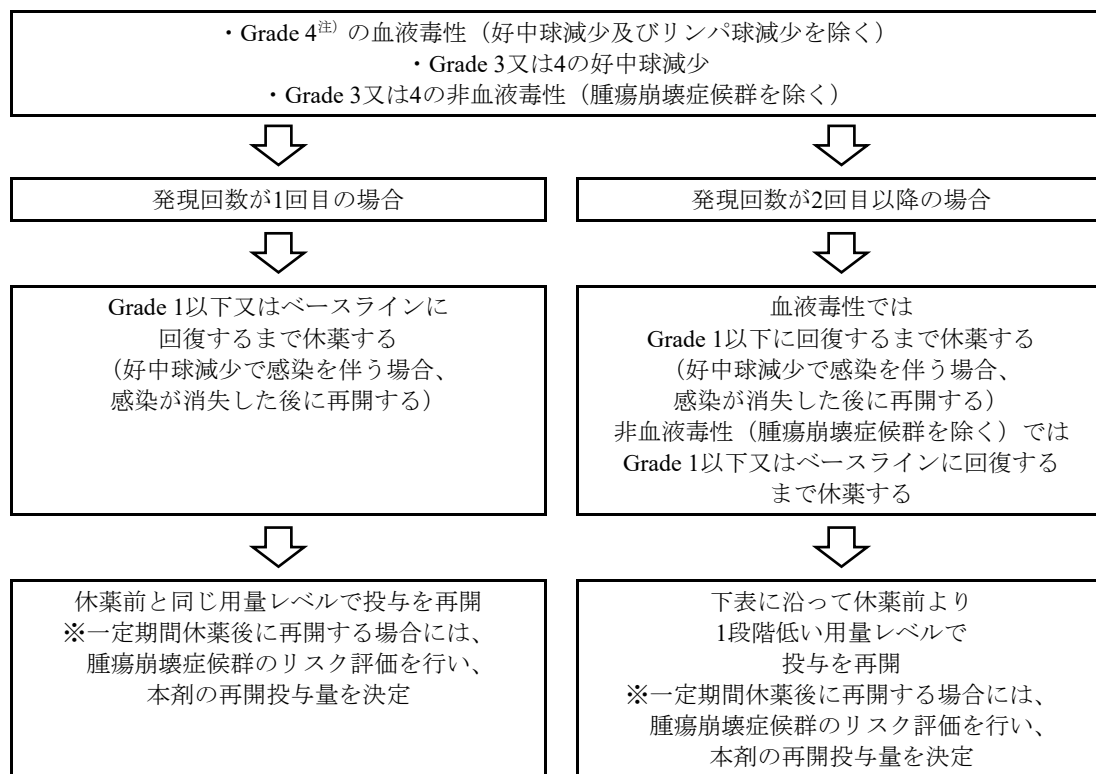 ・Grade 4注）の血液毒性（好中球減少及びリンパ球減少を除く）
・Grade 3又は4の好中球減少
・Grade 3又は4の非血液毒性（腫瘍崩壊症候群を除く）
発現回数が1回目の場合
発現回数が2回目以降の場合
Grade 1以下又はベースラインに
回復するまで休薬する
（好中球減少で感染を伴う場合、
感染が消失した後に再開する）
血液毒性では
Grade 1以下に回復するまで休薬する
（好中球減少で感染を伴う場合、
感染が消失した後に再開する）
非血液毒性（腫瘍崩壊症候群を除く）では
Grade 1以下又はベースラインに回復する
まで休薬する
休薬前と同じ用量レベルで投与を再開
※一定期間休薬後に再開する場合には、
腫瘍崩壊症候群のリスク評価を行い、
本剤の再開投与量を決定
下表に沿って休薬前より
1段階低い用量レベルで
投与を再開
※一定期間休薬後に再開する場合には、
腫瘍崩壊症候群のリスク評価を行い、
本剤の再開投与量を決定